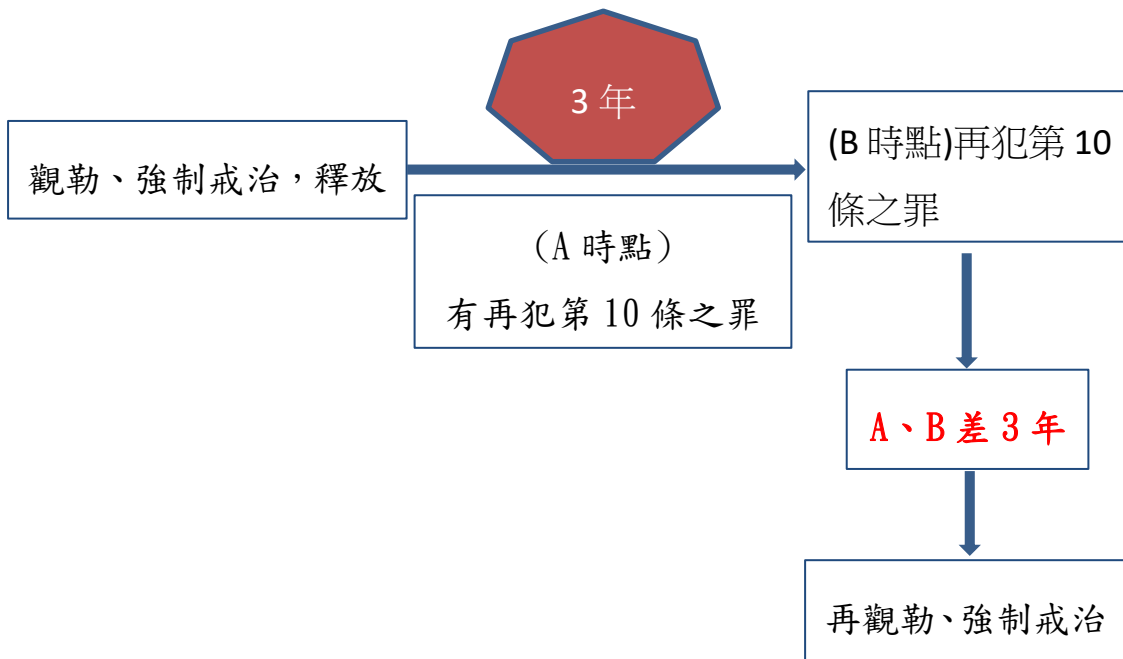 3 年
觀勒、強制戒治，釋放
(B 時點)再犯第 10
條之罪
（A 時點）
有再犯第 10 條之罪
A、B 差 3 年
再觀勒、強制戒治